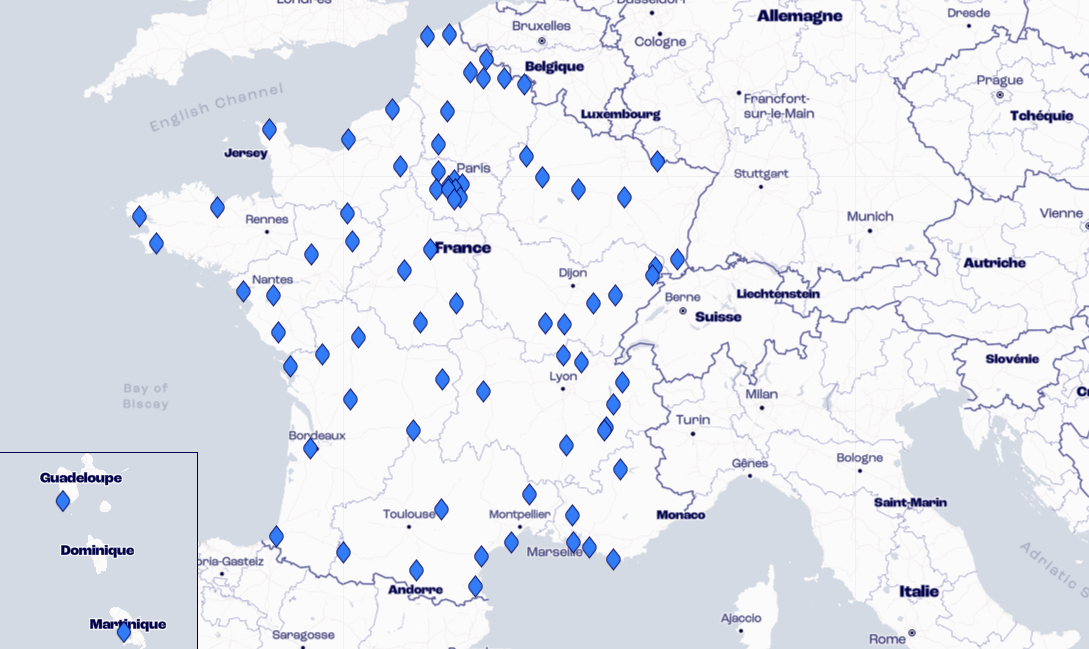 Londres
Düsseldorf
Bruxelles
Cologne
Allemagne
Dresde
Belgique
Prague
Luxembourg
Francfort-
sur-le-Main
Tchéquie
English Channel
Jersey
Paris
Stuttgart
Rennes
Munich
Vienne
France
Autriche
Nantes
Dijon
Berne
Liechtenstein
Suisse
Slovénie
Lyon
Milan
Bay of
Biscay
Turin
Bordeaux
Bologne
Gênes
Guadeloupe
Saint-Marin
Toulouse
Montpellier
Monaco
Dominique
Marseille
oria-Gasteiz
Adriatic S
Andorre
Italie
Martinique
Ajaccio
Saragosse
Rome